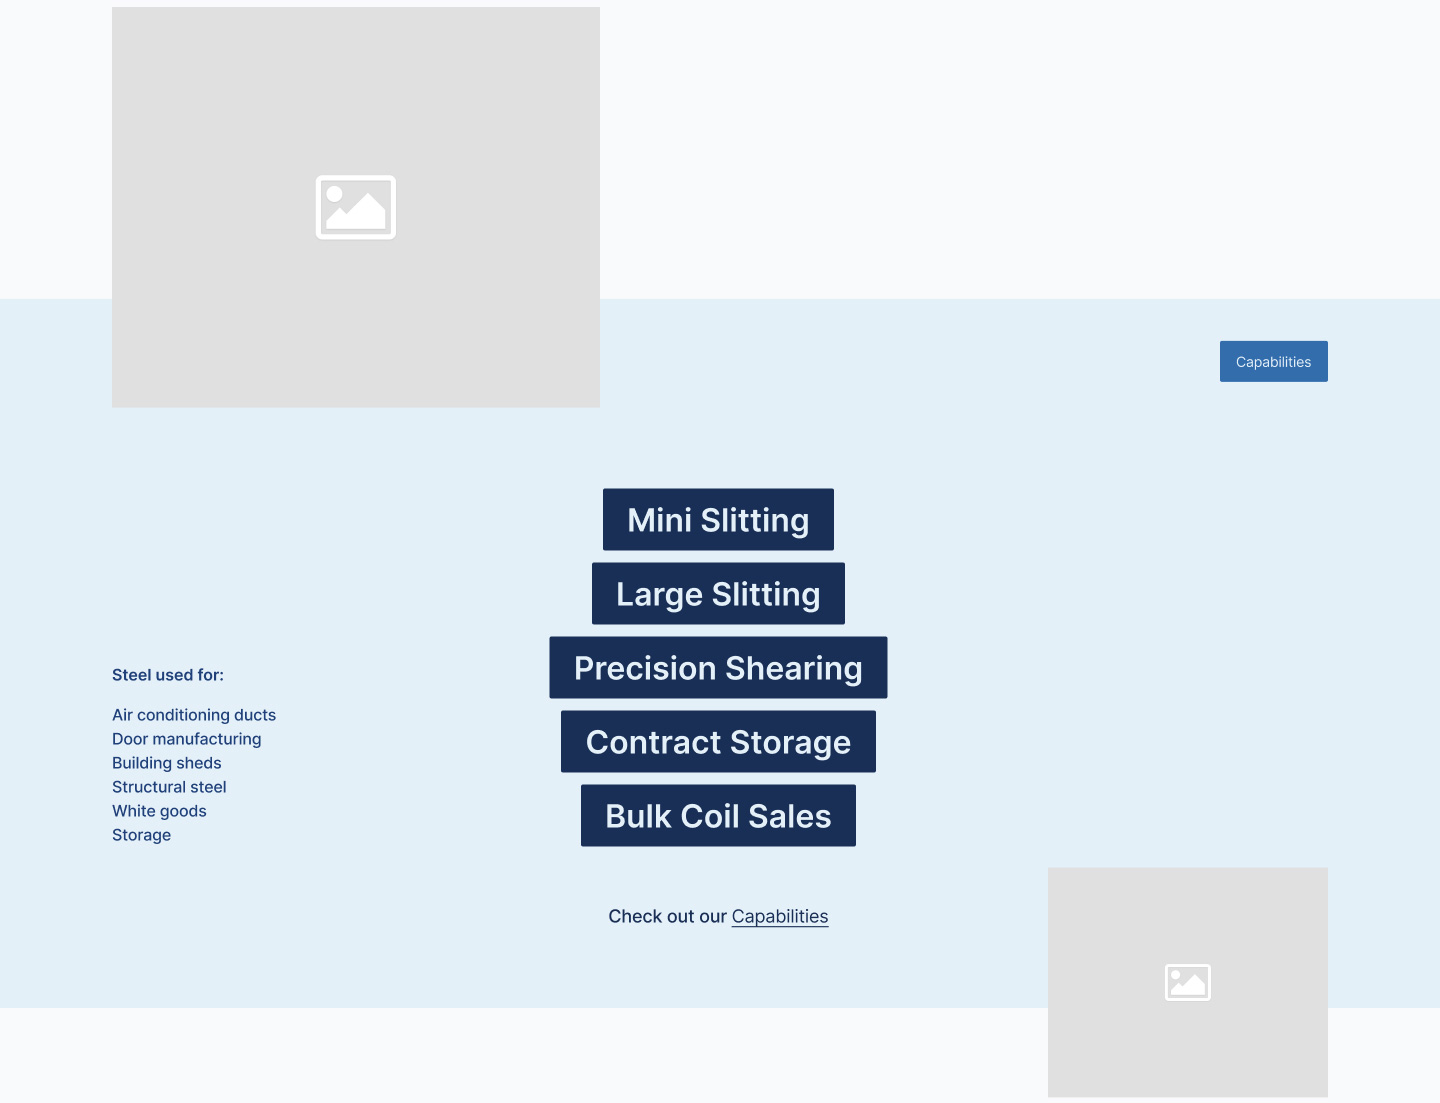 Capabilities
Mini Slitting
Large Slitting
Precision Shearing
Contract Storage
Bulk Coil Sales
Steel used for:
Air conditioning ducts
Door manufacturing
Building sheds
Structural steel
White goods
Storage
Check out our Capabilities